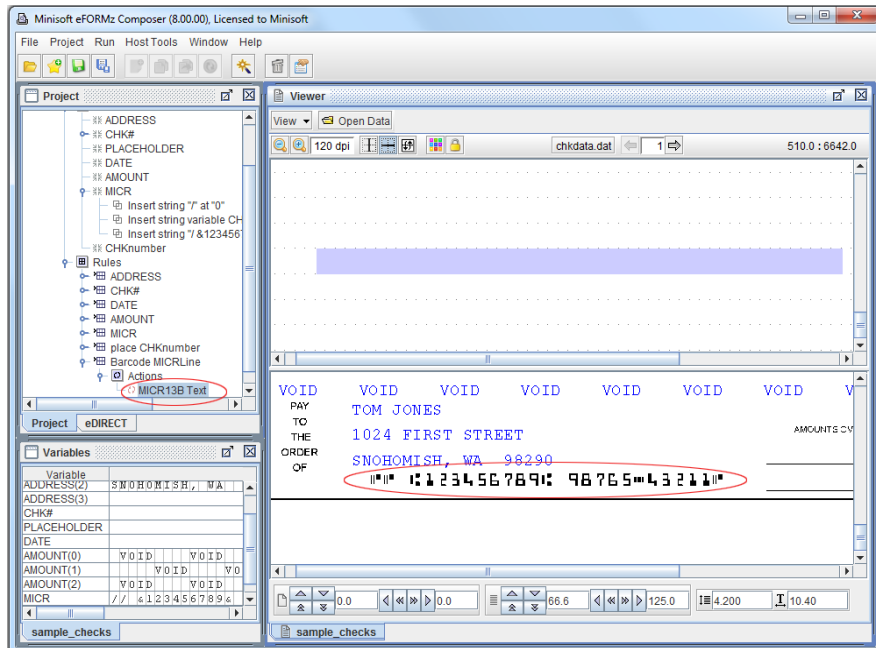 Minisoft eFORMz Composer (8.00.00), Licensed to Minisoft
File Project Run Host Tools Window Help
Project
ADDRESS
CHK#
PLACEHOLDER
DATE
AMOUNT
MICR
Insert string "/" at "0"
Insert string variable CH
Insert string "/ &123456
CHKnumber
Rules
ADDRESS
CHK#
DATE
AMOUNT
MICR
place CHKnumber
Barcode MICRLine
Actions
MICR13B Text
Project eDIRECT
Variables
Variable
ADDRESS(2) SNOHOMISH, WA
ADDRESS(3)
CHK#
PLACEHOLDER
DATE
AMOUNT(0) VOID VOID
AMOUNT(1) VOID VO
AMOUNT(2) VOID VOID
MICR // &123456789&
sample_checks
Viewer
View Open Data
120 dpi chkdata.dat 1 510.0 : 6642.0
VOID VOID VOID VOID VOID VOID VOID V
PAY TOM JONES
TO
THE 1024 FIRST STREET AMOUNTS OV
ORDER
OF SNOHOMISH, WA 98290
⑈⑈ ⑆123456789⑆ 98765⑉43211⑈
0.0 0.0 66.6 125.0 4.200 10.40
sample_checks